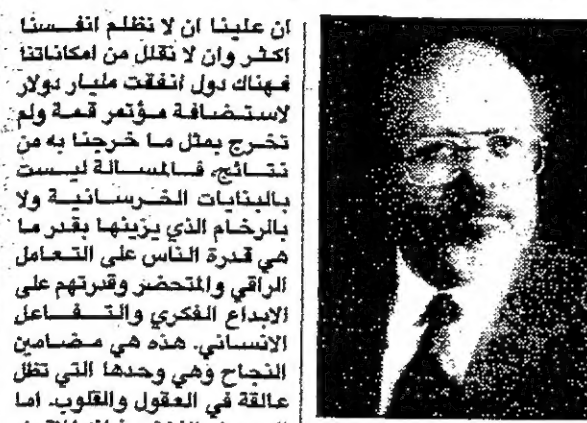 ان علينا ان لا نظلم انفسنا
اكثر وان لا نقلل من امكاناتنا
فهناك دول انفقت مليار دولار
لاستضافة مؤتمر قمة ولم
تخرج بمثل ما خرجنا به من
نتائج، فالمسالة ليست
بالبنايات الخرسانية ولا
بالرخام الذي يزينها بقدر ما
هي قدرة الناس على التعامل
الراقي والمتحضر وقدرتهم على
الابداع الفكري والتفاعل
الانساني. هذه هي مضامين
النجاح وهي وحدها التي تظل
عالقة في العقول والقلوب. اما